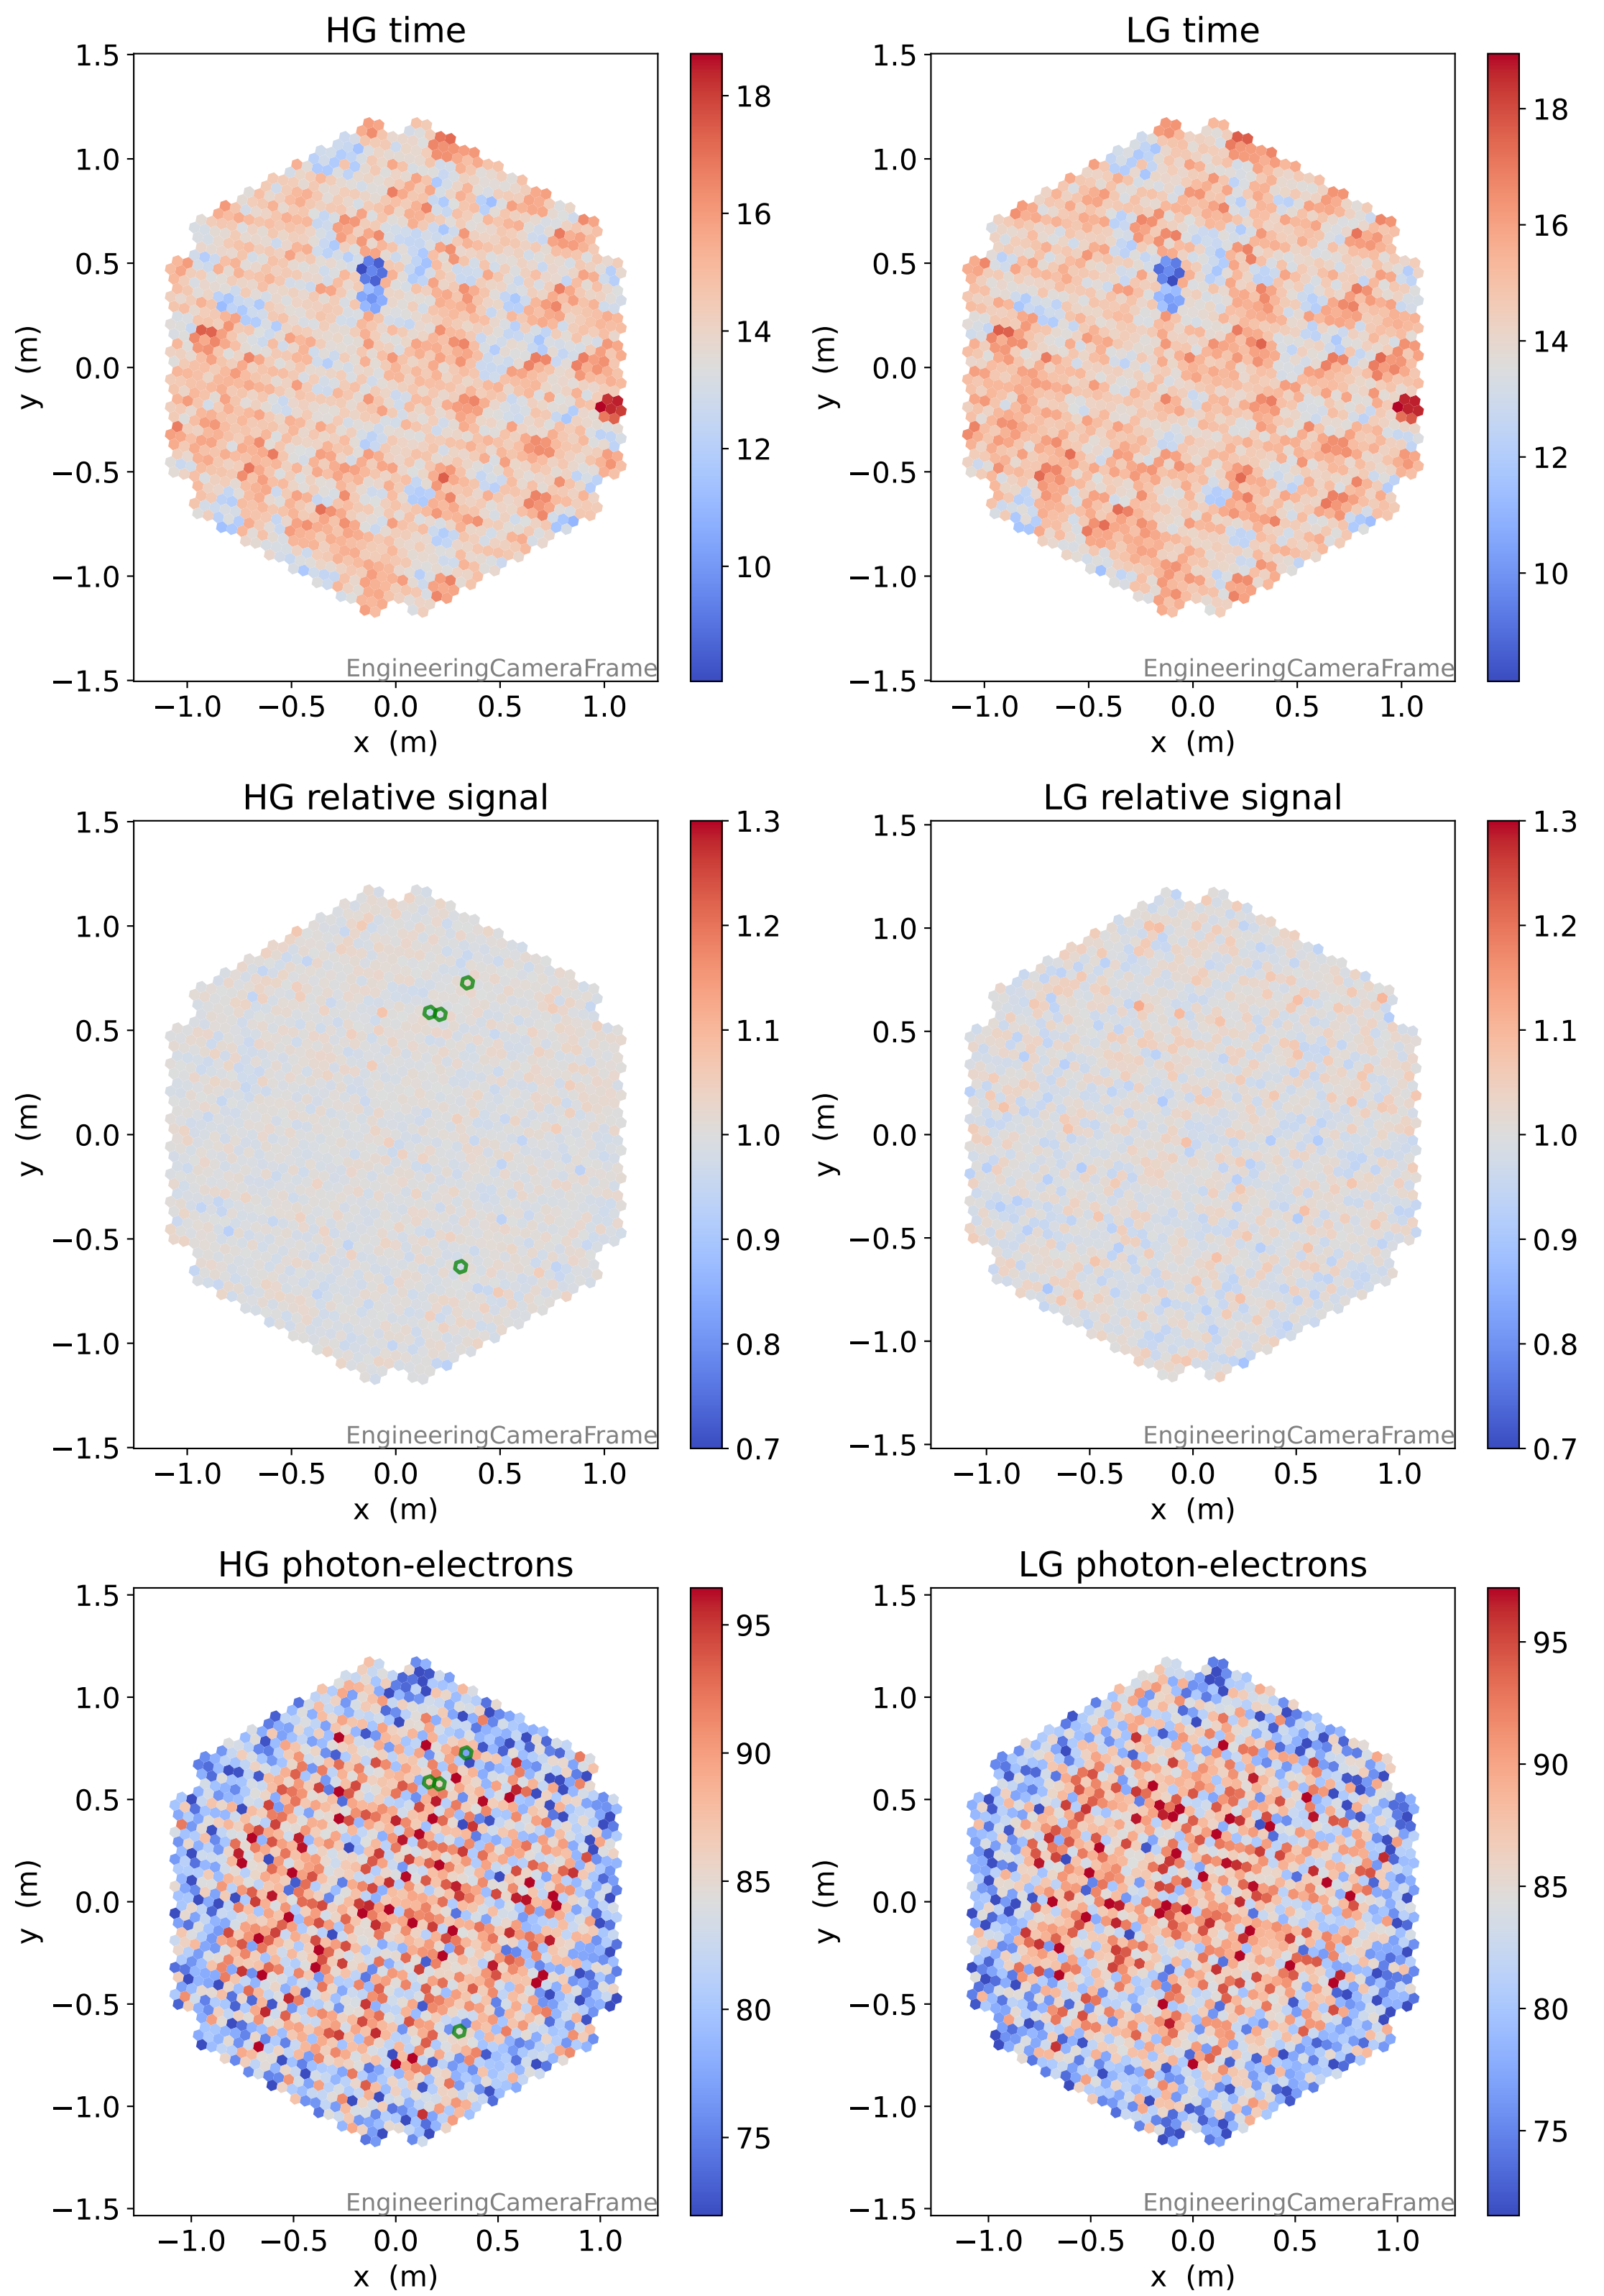 HG time
1.5
1.0
0.5
0.0
−0.5
−1.0
−1.5
y (m)
−1.0 −0.5 0.0 0.5 1.0
x (m)
EngineeringCameraFrame
18
16
14
12
10
LG time
1.5
1.0
0.5
0.0
−0.5
−1.0
−1.5
y (m)
−1.0 −0.5 0.0 0.5 1.0
x (m)
EngineeringCameraFrame
18
16
14
12
10
HG relative signal
1.5
1.0
0.5
0.0
−0.5
−1.0
−1.5
y (m)
−1.0 −0.5 0.0 0.5 1.0
x (m)
EngineeringCameraFrame
1.3
1.2
1.1
1.0
0.9
0.8
0.7
LG relative signal
1.5
1.0
0.5
0.0
−0.5
−1.0
−1.5
y (m)
−1.0 −0.5 0.0 0.5 1.0
x (m)
EngineeringCameraFrame
1.3
1.2
1.1
1.0
0.9
0.8
0.7
HG photon-electrons
1.5
1.0
0.5
0.0
−0.5
−1.0
−1.5
y (m)
−1.0 −0.5 0.0 0.5 1.0
x (m)
EngineeringCameraFrame
95
90
85
80
75
LG photon-electrons
1.5
1.0
0.5
0.0
−0.5
−1.0
−1.5
y (m)
−1.0 −0.5 0.0 0.5 1.0
x (m)
EngineeringCameraFrame
95
90
85
80
75